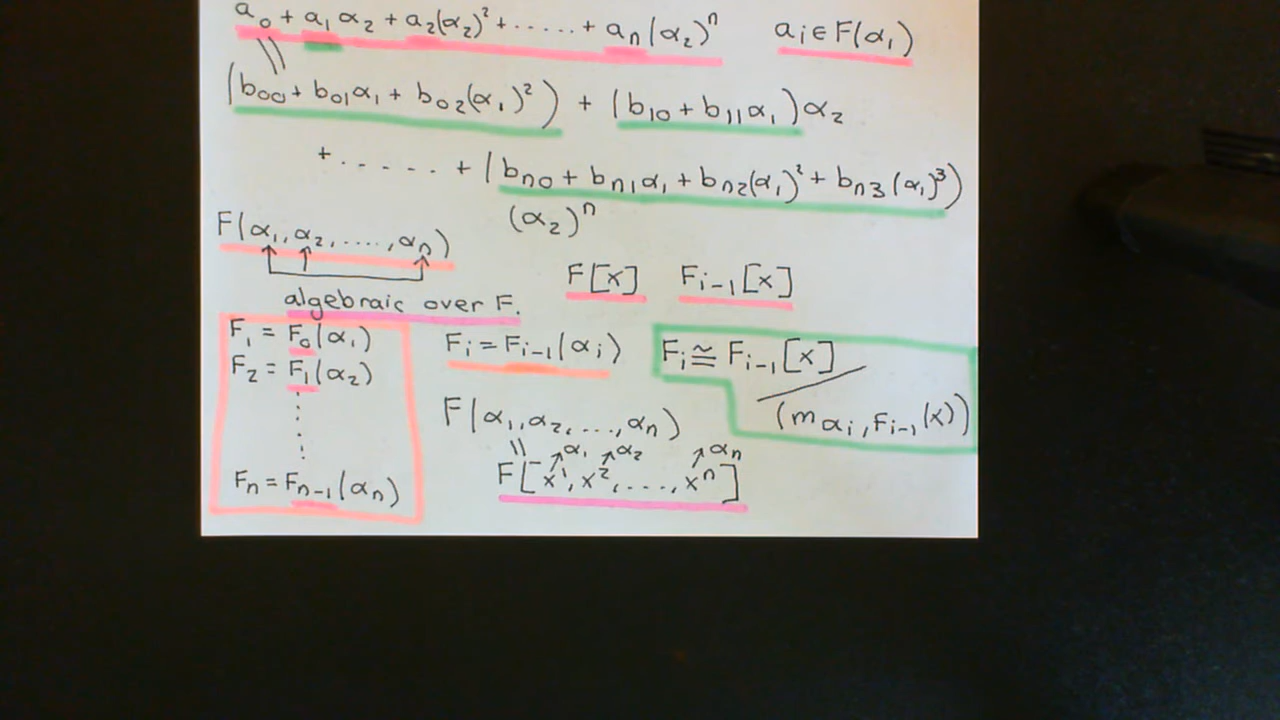 a₀ + a₁α₂ + a₂(α₂)² + ..... + aₙ(α₂)ⁿ   aᵢ ∈ F(α₁)
||
(b₀₀ + b₀₁α₁ + b₀₂(α₁)²) + (b₁₀ + b₁₁α₁)α₂
+ ..... + (bₙ₀ + bₙ₁α₁ + bₙ₂(α₁)² + bₙ₃(α₁)³)
(α₂)ⁿ
F(α₁, α₂, ...., αₙ)
algebraic over F.
F[x]   Fᵢ₋₁[x]
F₁ = F₀(α₁)
F₂ = F₁(α₂)
⋮
Fₙ = Fₙ₋₁(αₙ)
Fᵢ = Fᵢ₋₁(αᵢ)
Fᵢ ≅ Fᵢ₋₁[x] /
(m αᵢ, Fᵢ₋₁(x))
F(α₁, α₂, ..., αₙ)
|| ↗α₁ ↗α₂ ↗αₙ
F[x¹, x², ..., xⁿ]